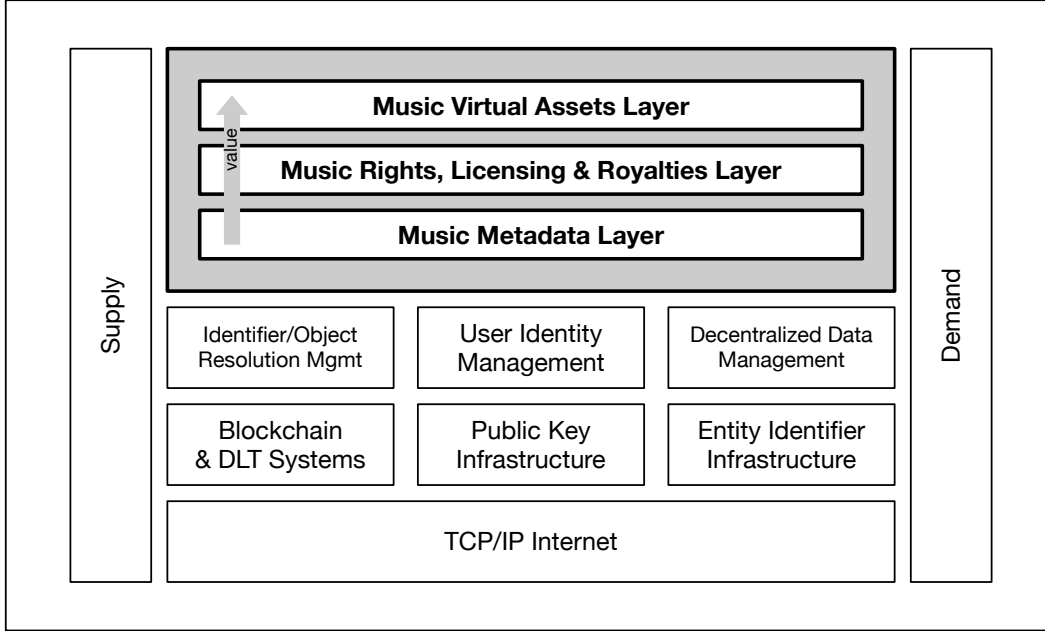 Supply
Music Virtual Assets Layer
value
Music Rights, Licensing & Royalties Layer
Music Metadata Layer
Identifier/Object
Resolution Mgmt
User Identity
Management
Decentralized Data
Management
Blockchain
& DLT Systems
Public Key
Infrastructure
Entity Identifier
Infrastructure
TCP/IP Internet
Demand